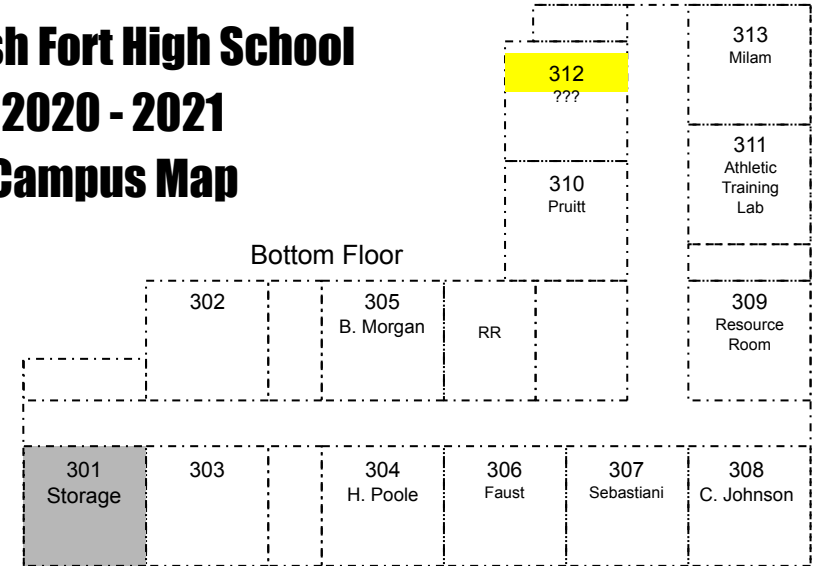 sh Fort High School
2020 - 2021
Campus Map
Bottom Floor
313
Milam
312
???
311
Athletic
Training
Lab
310
Pruitt
302
305
B. Morgan
RR
309
Resource
Room
301
Storage
303
304
H. Poole
306
Faust
307
Sebastiani
308
C. Johnson